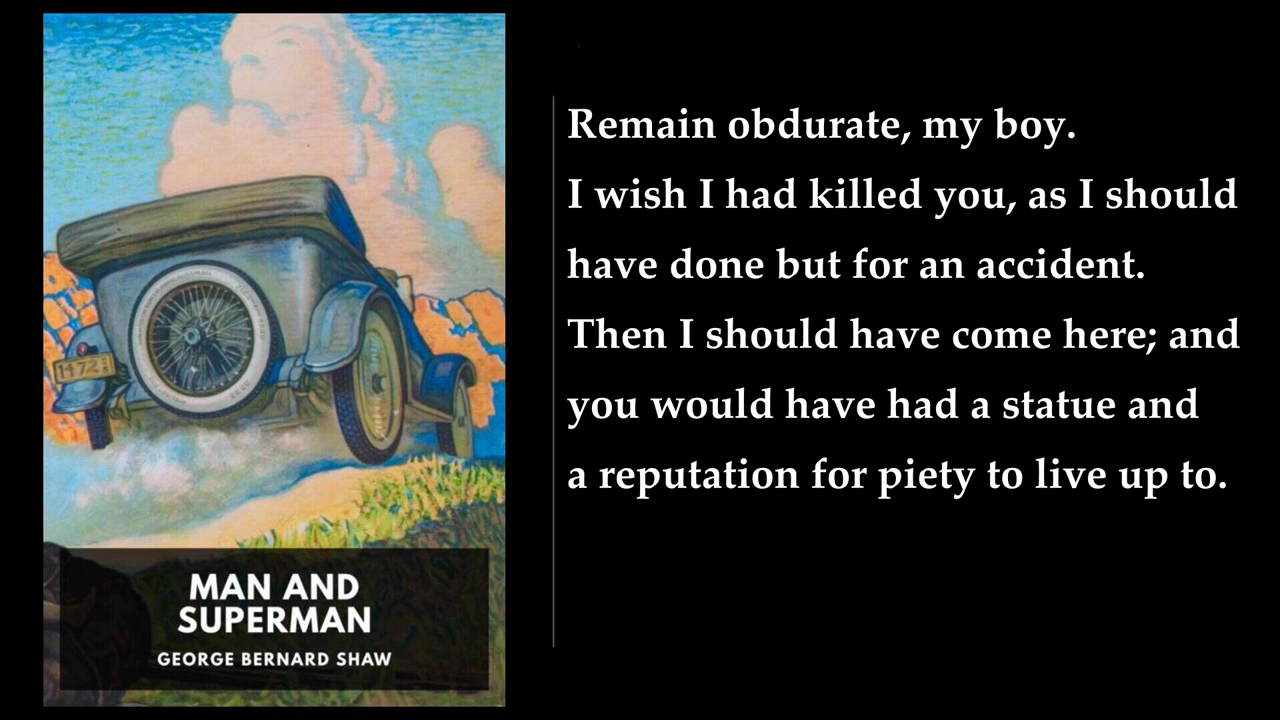 Remain obdurate, my boy.
I wish I had killed you, as I should
have done but for an accident.
Then I should have come here; and
you would have had a statue and
a reputation for piety to live up to.
1472
MAN AND
SUPERMAN
GEORGE BERNARD SHAW